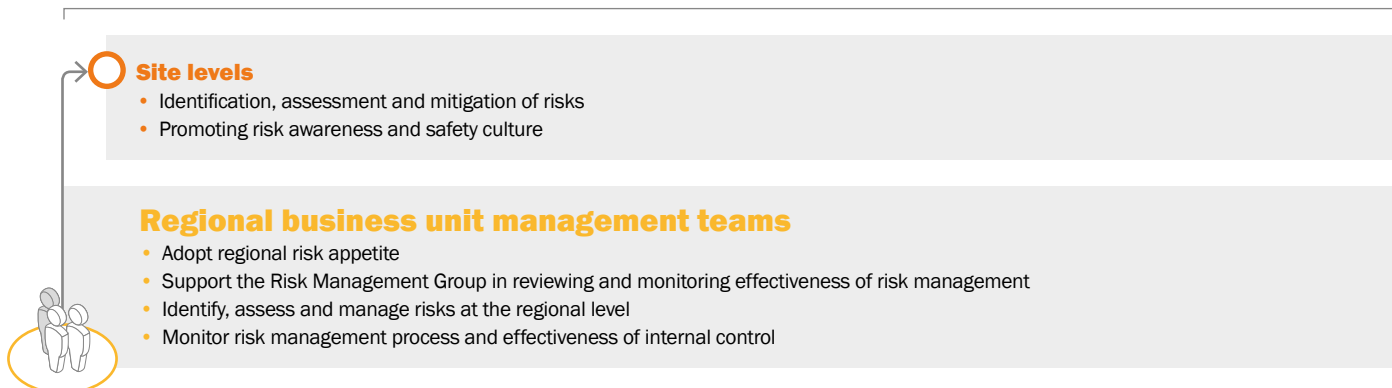 Site levels
• Identification, assessment and mitigation of risks
• Promoting risk awareness and safety culture
Regional business unit management teams
• Adopt regional risk appetite
• Support the Risk Management Group in reviewing and monitoring effectiveness of risk management
• Identify, assess and manage risks at the regional level
• Monitor risk management process and effectiveness of internal control